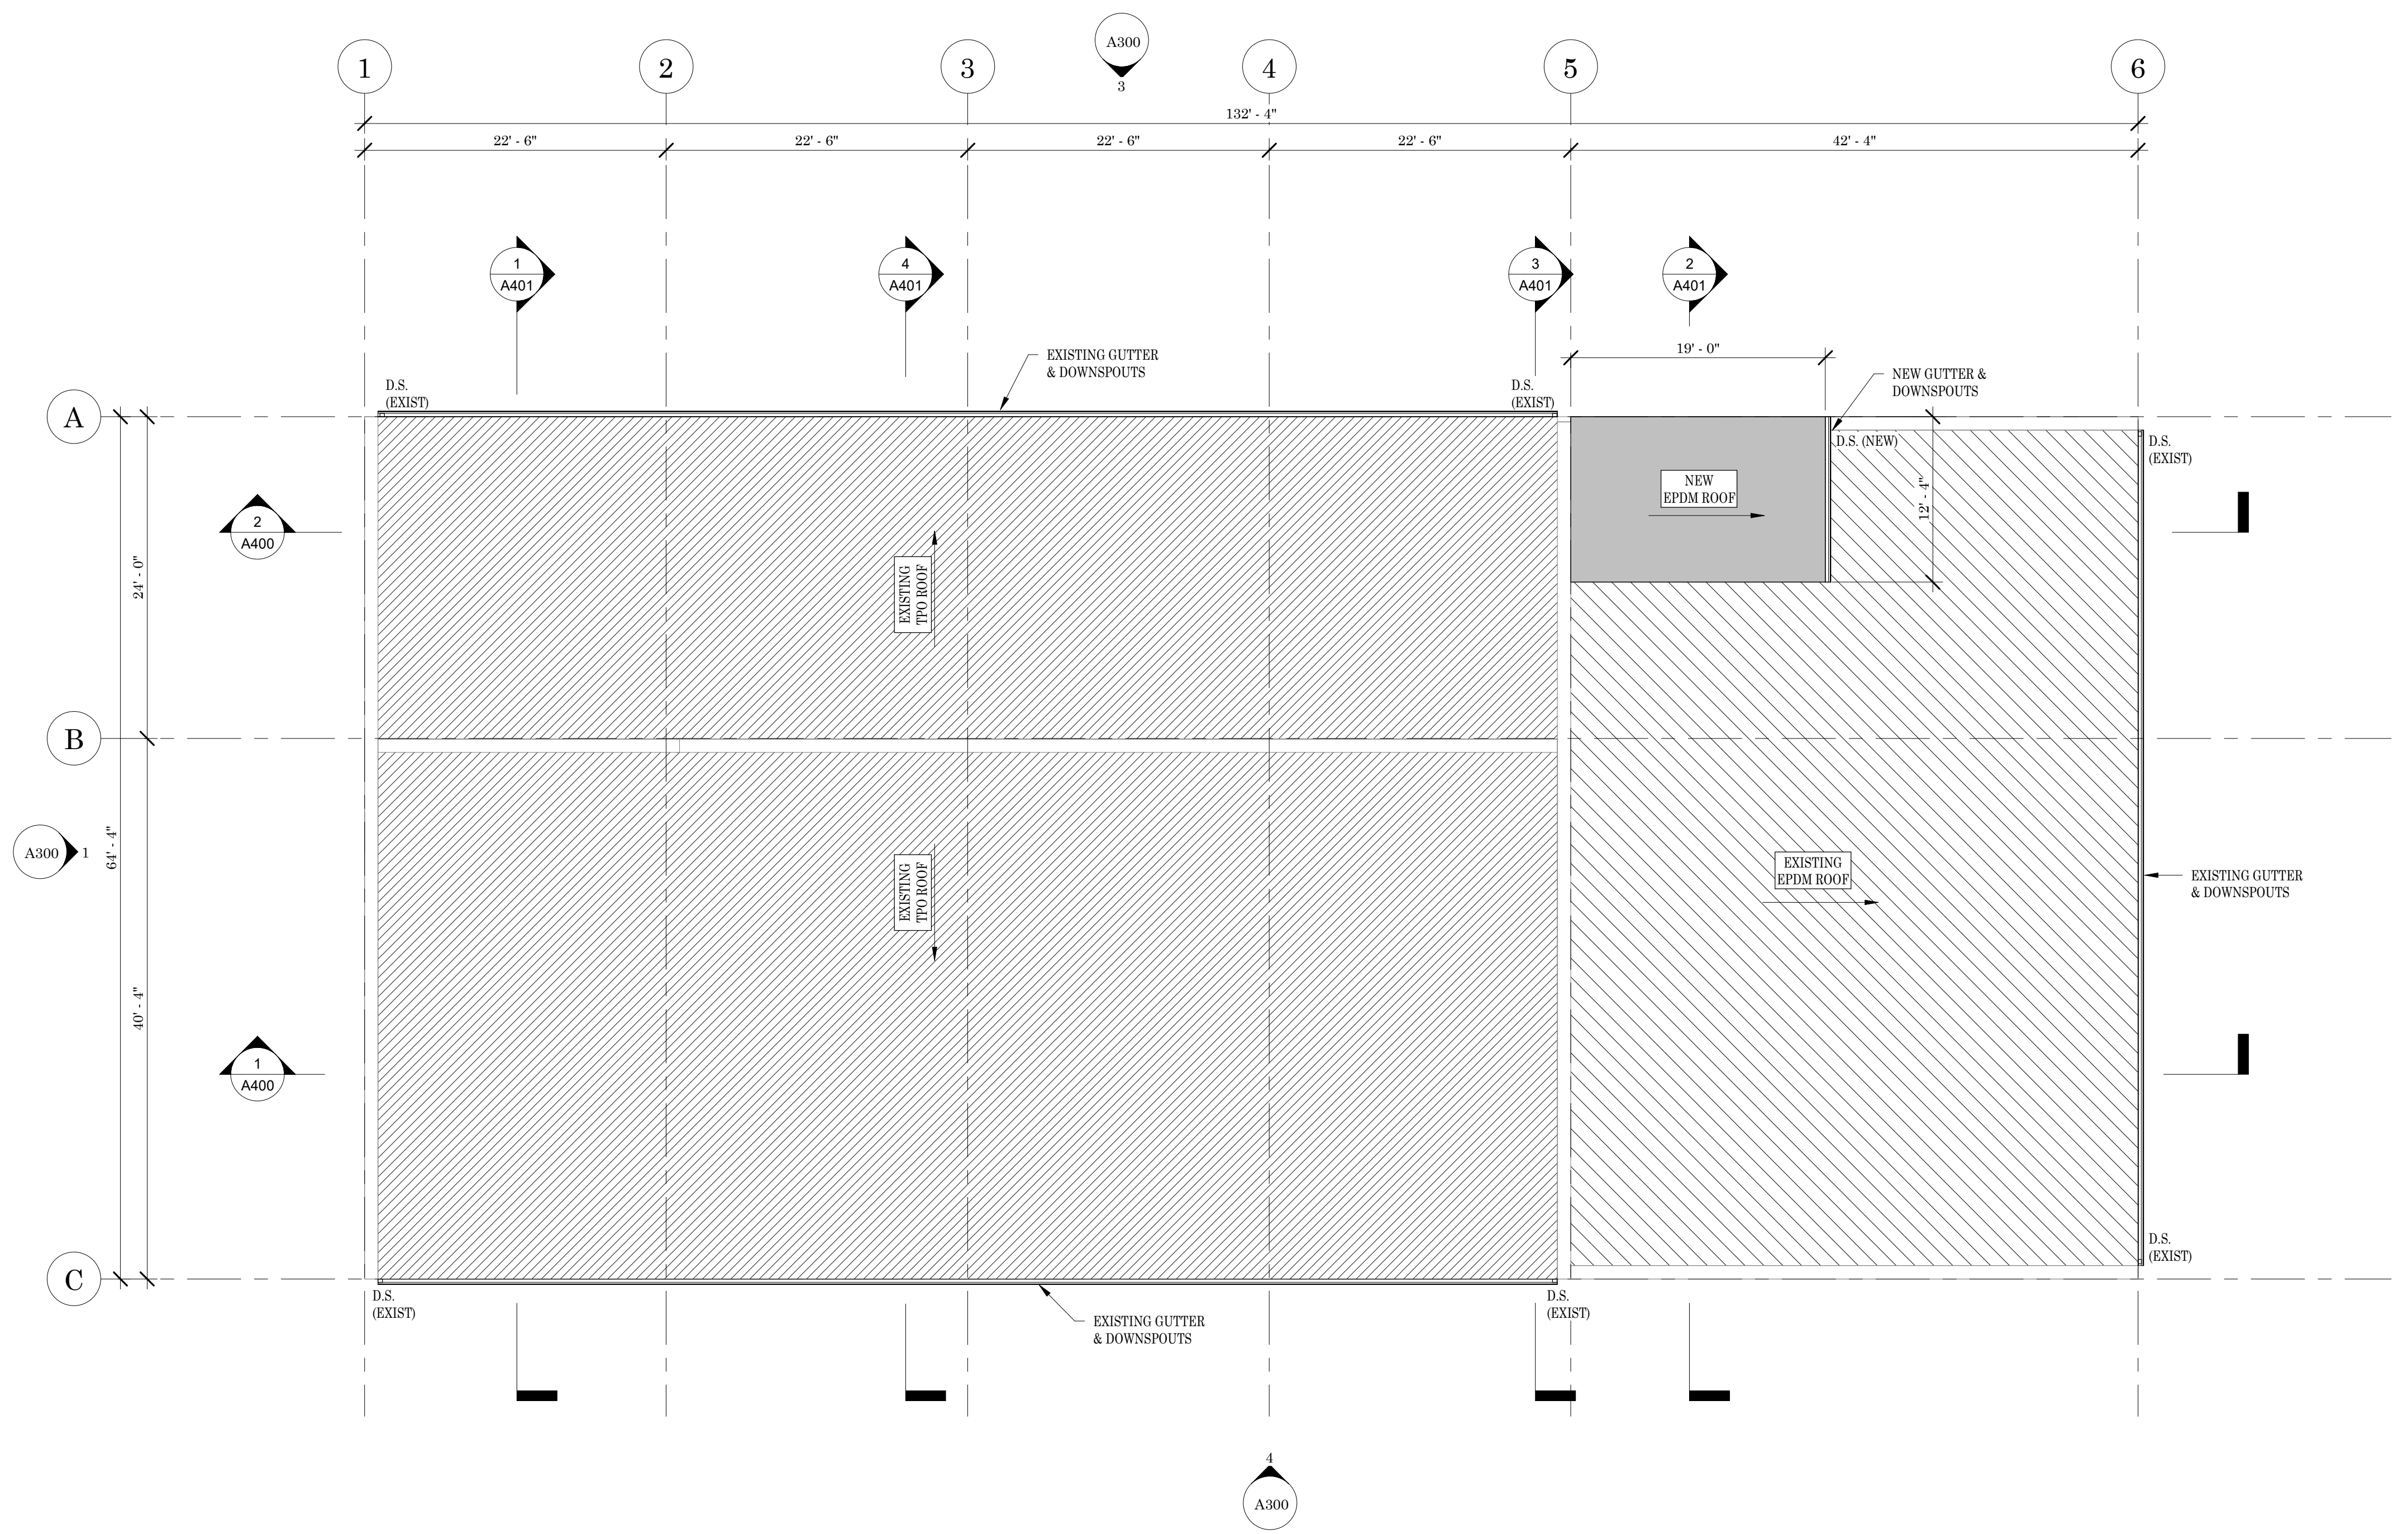 A300
3
1
2
3
4
5
6
132' - 4"
22' - 6"
22' - 6"
22' - 6"
22' - 6"
42' - 4"
1
A401
4
A401
3
A401
2
A401
19' - 0"
EXISTING GUTTER
& DOWNSPOUTS
NEW GUTTER &
DOWNSPOUTS
D.S.
(EXIST)
D.S.
(EXIST)
A
D.S. (NEW)
D.S.
(EXIST)
NEW
EPDM ROOF
12' - 4"
2
A400
24' - 0"
EXISTING
TPO ROOF
B
A300
1
64' - 4"
EXISTING
TPO ROOF
EXISTING
EPDM ROOF
EXISTING GUTTER
& DOWNSPOUTS
40' - 4"
1
A400
D.S.
(EXIST)
C
D.S.
(EXIST)
D.S.
(EXIST)
EXISTING GUTTER
& DOWNSPOUTS
4
A300